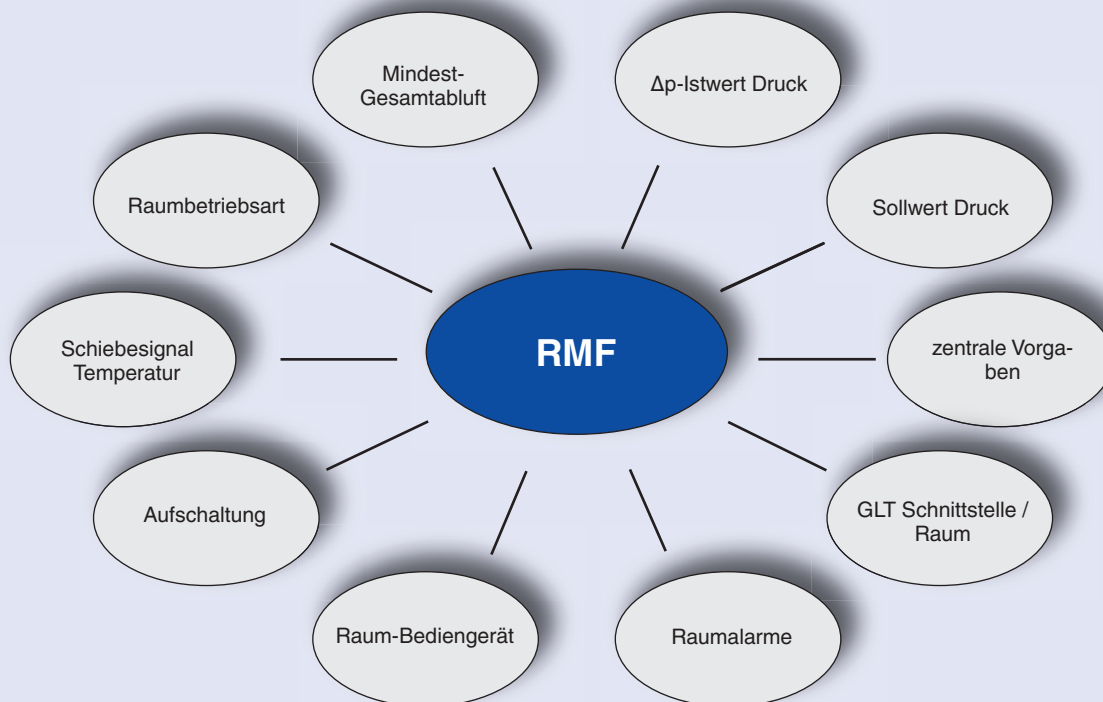 Mindest-
Gesamtabluft
Δp-Istwert Druck
Raumbetriebsart
Sollwert Druck
Schiebesignal
Temperatur
RMF
zentrale Vorga-
ben
Aufschaltung
GLT Schnittstelle /
Raum
Raum-Bediengerät
Raumalarme